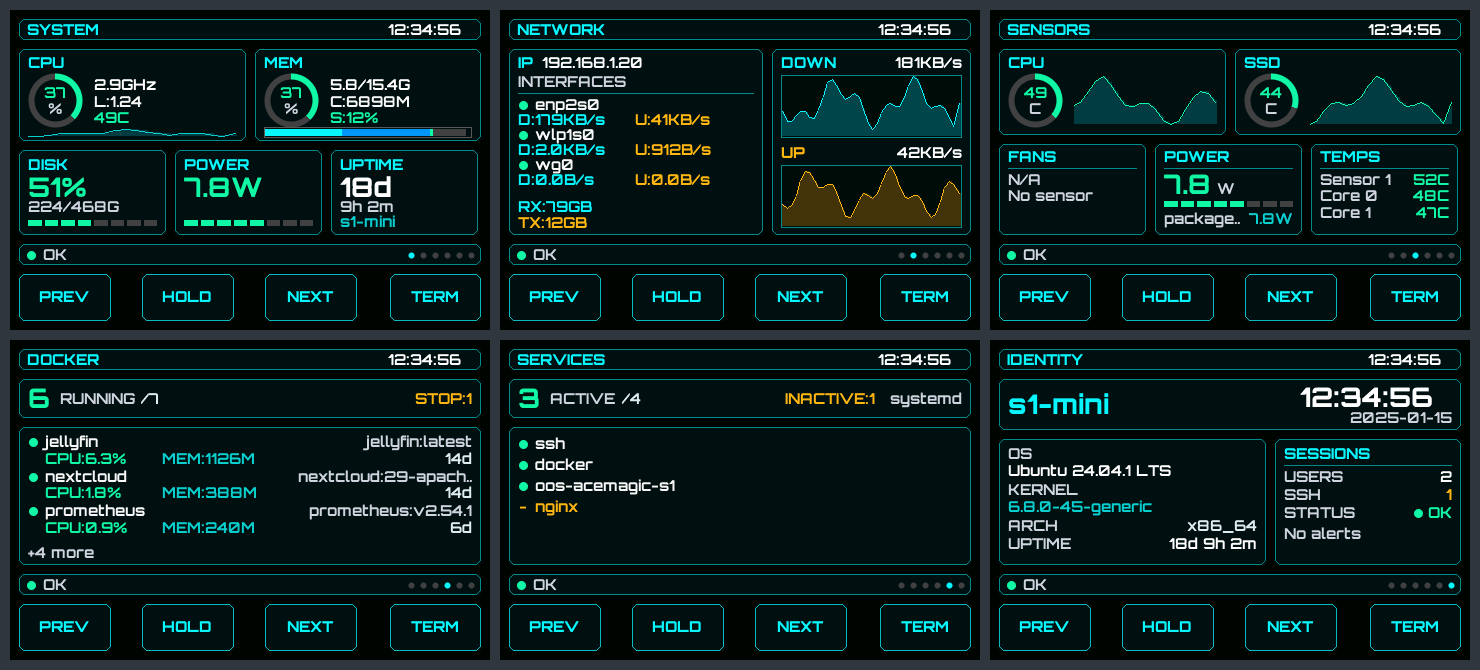 SYSTEM 12:34:56
CPU
37
%
2.9GHz
L:1.24
49C
MEM
37
%
5.8/15.4G
C:6898M
S:12%
DISK
51%
224/468G
POWER
7.8W
UPTIME
18d
9h 2m
s1-mini
OK
PREV HOLD NEXT TERM
NETWORK 12:34:56
IP 192.168.1.20
INTERFACES
enp2s0
D:179KB/s U:41KB/s
wlp1s0
D:2.0KB/s U:912B/s
wg0
D:0.0B/s U:0.0B/s
RX:79GB
TX:12GB
DOWN 181KB/s
UP 42KB/s
OK
PREV HOLD NEXT TERM
SENSORS 12:34:56
CPU
49
C
SSD
44
C
FANS
N/A
No sensor
POWER
7.8 W
package.. 7.8W
TEMPS
Sensor 1 52C
Core 0 48C
Core 1 47C
OK
PREV HOLD NEXT TERM
DOCKER 12:34:56
6 RUNNING /7 STOP:1
jellyfin jellyfin:latest
CPU:6.3% MEM:1126M 14d
nextcloud nextcloud:29-apach..
CPU:1.8% MEM:388M 14d
prometheus prometheus:v2.54.1
CPU:0.9% MEM:240M 6d
+4 more
OK
PREV HOLD NEXT TERM
SERVICES 12:34:56
3 ACTIVE /4 INACTIVE:1 systemd
ssh
docker
oos-acemagic-s1
- nginx
OK
PREV HOLD NEXT TERM
IDENTITY 12:34:56
s1-mini 12:34:56
2025-01-15
OS
Ubuntu 24.04.1 LTS
KERNEL
6.8.0-45-generic
ARCH x86_64
UPTIME 18d 9h 2m
SESSIONS
USERS 2
SSH 1
STATUS OK
No alerts
OK
PREV HOLD NEXT TERM